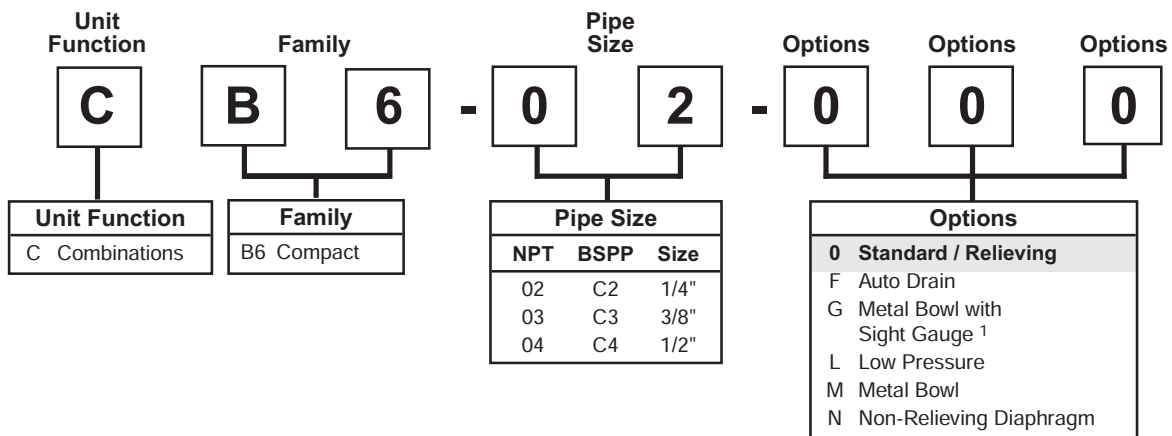 Unit Function
Family
Pipe Size
Options
Options
Options
C B 6 - 0 2 - 0 0 0
Unit Function
C Combinations
Family
B6 Compact
Pipe Size
NPT BSPP Size
02 C2 1/4"
03 C3 3/8"
04 C4 1/2"
Options
0 Standard / Relieving
F Auto Drain
G Metal Bowl with
Sight Gauge 1
L Low Pressure
M Metal Bowl
N Non-Relieving Diaphragm